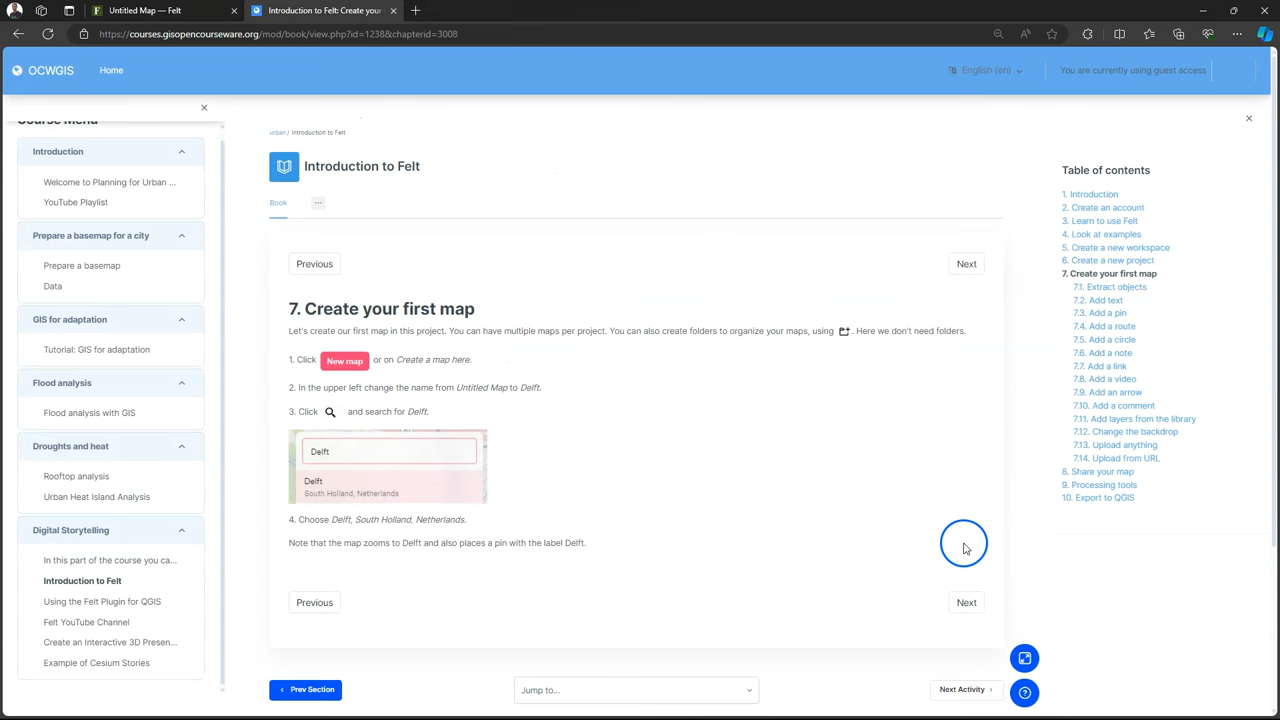 Untitled Map — Felt
Introduction to Felt: Create your
https://courses.gisopencourseware.org/mod/book/view.php?id=1238&chapterid=3008
OCWGIS
Home
English (en)
You are currently using guest access
Course Menu
Introduction
Welcome to Planning for Urban ...
YouTube Playlist
Prepare a basemap for a city
Prepare a basemap
Data
GIS for adaptation
Tutorial: GIS for adaptation
Flood analysis
Flood analysis with GIS
Droughts and heat
Rooftop analysis
Urban Heat Island Analysis
Digital Storytelling
In this part of the course you ca...
Introduction to Felt
Using the Felt Plugin for QGIS
Felt YouTube Channel
Create an Interactive 3D Presen...
Example of Cesium Stories
urban / Introduction to Felt
Introduction to Felt
Book
Previous
Next
7. Create your first map
Let's create our first map in this project. You can have multiple maps per project. You can also create folders to organize your maps, using . Here we don't need folders.
1. Click New map or on Create a map here.
2. In the upper left change the name from Untitled Map to Delft.
3. Click and search for Delft.
Delft
Delft
South Holland, Netherlands
4. Choose Delft, South Holland, Netherlands.
Note that the map zooms to Delft and also places a pin with the label Delft.
Previous
Next
Prev Section
Jump to...
Next Activity
Table of contents
1. Introduction
2. Create an account
3. Learn to use Felt
4. Look at examples
5. Create a new workspace
6. Create a new project
7. Create your first map
7.1. Extract objects
7.2. Add text
7.3. Add a pin
7.4. Add a route
7.5. Add a circle
7.6. Add a note
7.7. Add a link
7.8. Add a video
7.9. Add an arrow
7.10. Add a comment
7.11. Add layers from the library
7.12. Change the backdrop
7.13. Upload anything
7.14. Upload from URL
8. Share your map
9. Processing tools
10. Export to QGIS